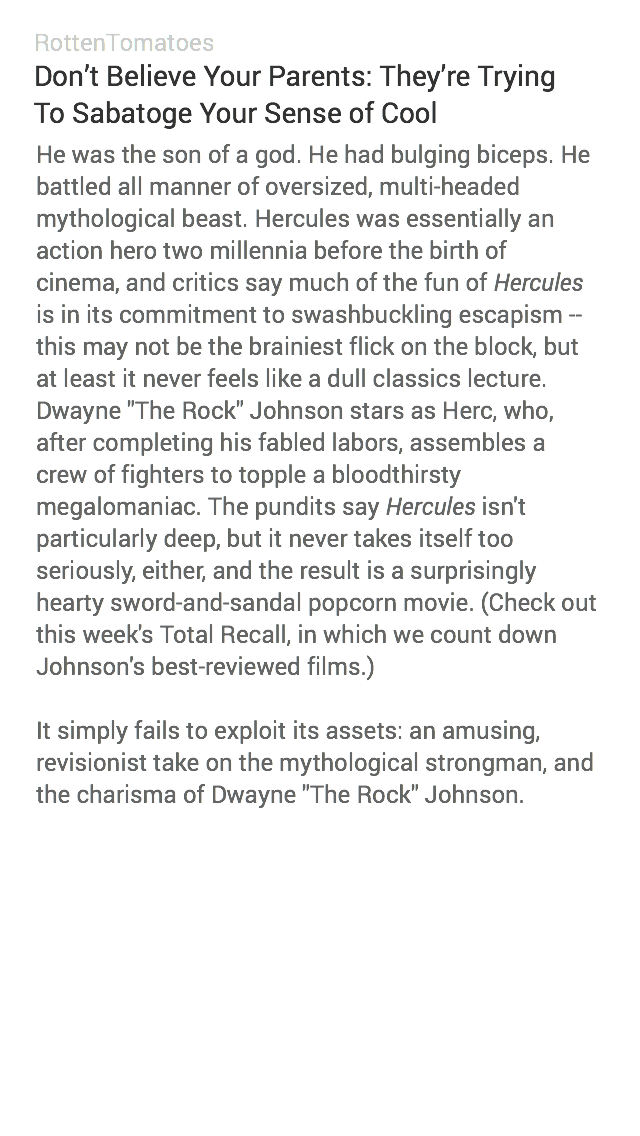 RottenTomatoes
Don't Believe Your Parents: They're Trying
To Sabatoge Your Sense of Cool
He was the son of a god. He had bulging biceps. He
battled all manner of oversized, multi-headed
mythological beast. Hercules was essentially an
action hero two millennia before the birth of
cinema, and critics say much of the fun of Hercules
is in its commitment to swashbuckling escapism --
this may not be the brainiest flick on the block, but
at least it never feels like a dull classics lecture.
Dwayne "The Rock" Johnson stars as Herc, who,
after completing his fabled labors, assembles a
crew of fighters to topple a bloodthirsty
megalomaniac. The pundits say Hercules isn't
particularly deep, but it never takes itself too
seriously, either, and the result is a surprisingly
hearty sword-and-sandal popcorn movie. (Check out
this week's Total Recall, in which we count down
Johnson's best-reviewed films.)
It simply fails to exploit its assets: an amusing,
revisionist take on the mythological strongman, and
the charisma of Dwayne "The Rock" Johnson.